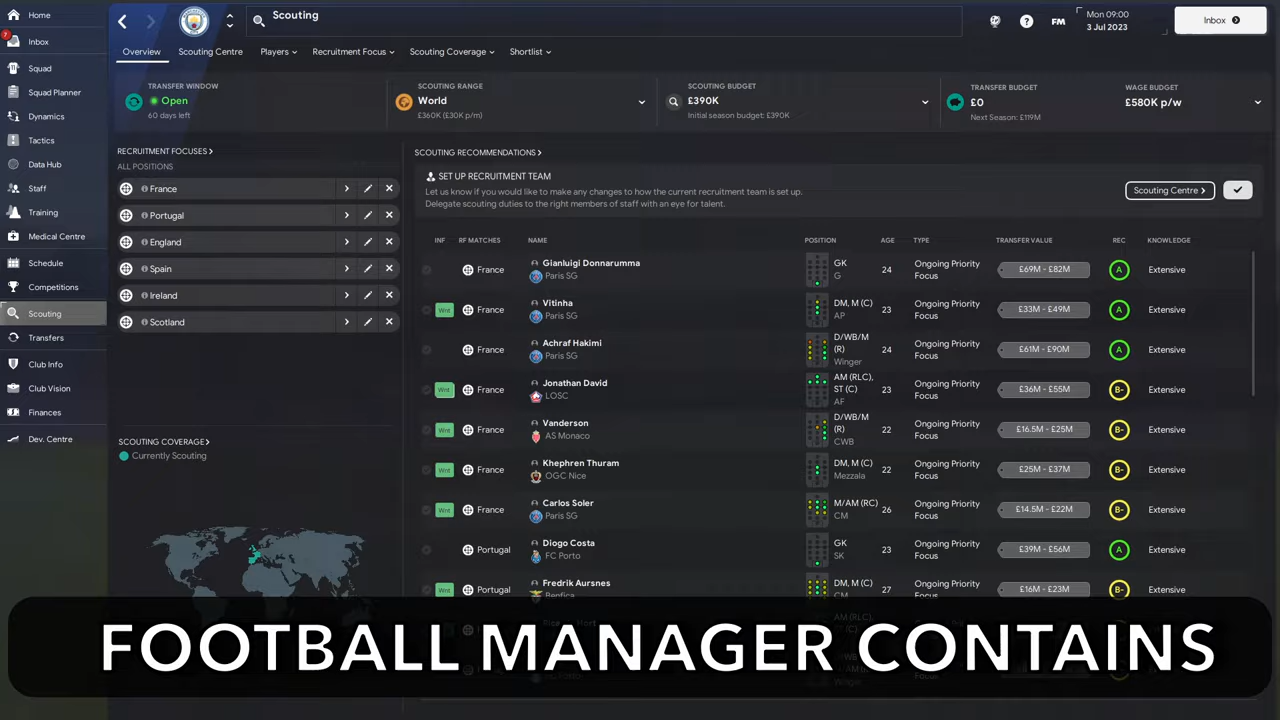 Home
Inbox
7
Squad
Squad Planner
Dynamics
Tactics
Data Hub
Staff
Training
Medical Centre
Schedule
Competitions
Scouting
Transfers
Club Info
Club Vision
Finances
Dev. Centre
Scouting
FM
Mon 09:00
3 Jul 2023
Inbox
Overview
Scouting Centre
Players
Recruitment Focus
Scouting Coverage
Shortlist
TRANSFER WINDOW
Open
60 days left
SCOUTING RANGE
World
£360K (£30K p/m)
SCOUTING BUDGET
£390K
Initial season budget: £390K
TRANSFER BUDGET
£0
Next Season: £119M
WAGE BUDGET
£580K p/w
RECRUITMENT FOCUSES
ALL POSITIONS
France
Portugal
England
Spain
Ireland
Scotland
SCOUTING COVERAGE
Currently Scouting
SCOUTING RECOMMENDATIONS
SET UP RECRUITMENT TEAM
Let us know if you would like to make any changes to how the current recruitment team is set up.
Delegate scouting duties to the right members of staff with an eye for talent.
Scouting Centre
INF RF MATCHES NAME POSITION AGE TYPE TRANSFER VALUE REC KNOWLEDGE
France Gianluigi Donnarumma Paris SG GK G 24 Ongoing Priority Focus £69M - £82M A Extensive
Wnt France Vitinha Paris SG DM, M (C) AP 23 Ongoing Priority Focus £33M - £49M A Extensive
France Achraf Hakimi Paris SG D/WB/M (R) Winger 24 Ongoing Priority Focus £61M - £90M A Extensive
Wnt France Jonathan David LOSC AM (RLC), ST (C) AF 23 Ongoing Priority Focus £36M - £55M B- Extensive
Wnt France Vanderson AS Monaco D/WB/M (R) CWB 22 Ongoing Priority Focus £16.5M - £25M B- Extensive
Wnt France Khephren Thuram OGC Nice DM, M (C) Mezzala 22 Ongoing Priority Focus £25M - £37M B- Extensive
Wnt France Carlos Soler Paris SG M/AM (RC) CM 26 Ongoing Priority Focus £14.5M - £22M B- Extensive
Portugal Diogo Costa FC Porto GK SK 23 Ongoing Priority Focus £39M - £56M A Extensive
Wnt Portugal Fredrik Aursnes Benfica DM, M (C) CM 27 Ongoing Priority Focus £16M - £23M B- Extensive
FOOTBALL MANAGER CONTAINS